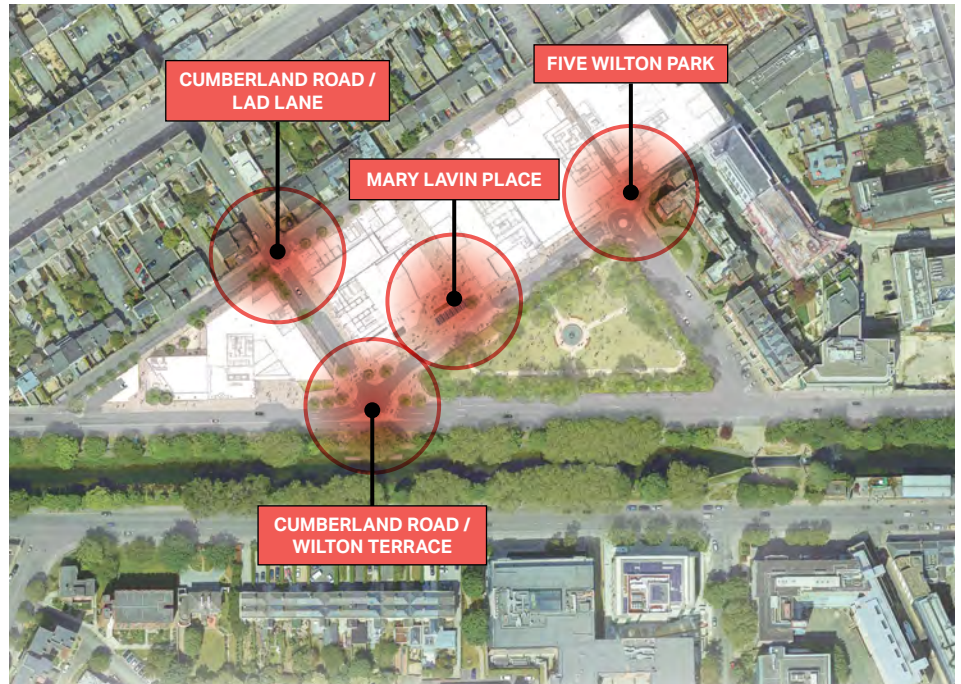 FIVE WILTON PARK
CUMBERLAND ROAD /
LAD LANE
MARY LAVIN PLACE
CUMBERLAND ROAD /
WILTON TERRACE